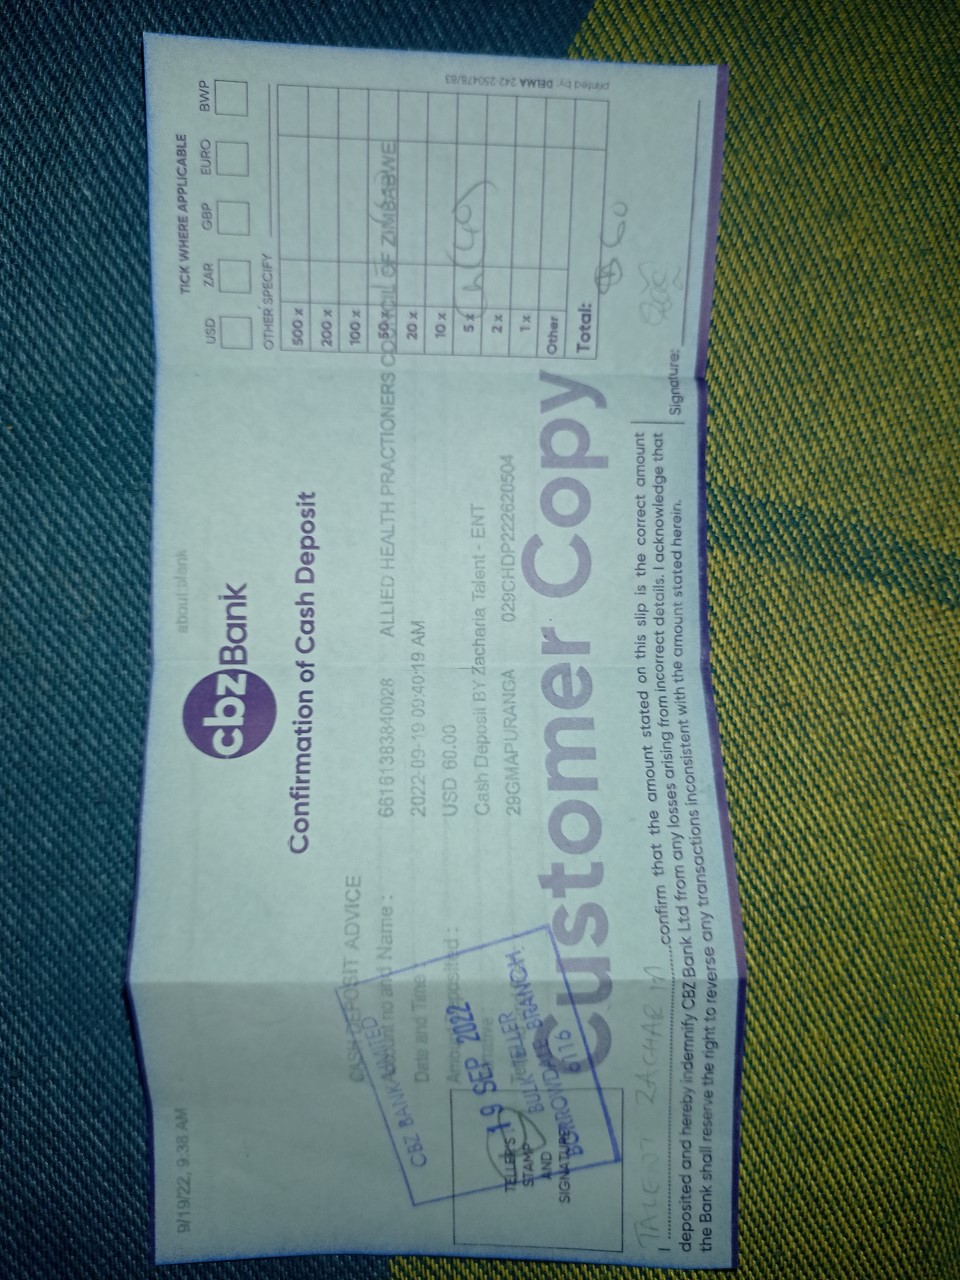 9/19/22, 9:38 AM
about:blank
cbz Bank
Confirmation of Cash Deposit
TICK WHERE APPLICABLE
USD ZAR GBP EURO BWP
OTHER SPECIFY
CASH DEPOSIT ADVICE
Account no and Name : 66161383840028 ALLIED HEALTH PRACTIONERS COUNCIL OF ZIMBABWE
Date and Time 2022-09-19 09:40:19 AM
Amount Deposited : USD 60.00
Narrative Cash Deposit BY Zacharia Talent - ENT
Teller 29GMAPURANGA 029CHDP222620504
500 x
200 x
100 x
50 x
20 x
10 x
5 x
2 x
1 x
Other
Total: $ 60
printed by: DELMA 242 250478/83
Customer Copy
CBZ BANK LIMITED
19 SEP 2022
TELLER
BULK BRANCH
BORROWDALE 6116
TELLER'S
STAMP
AND
SIGNATURE
I TALENT ZACHARIA confirm that the amount stated on this slip is the correct amount
deposited and hereby indemnify CBZ Bank Ltd from any losses arising from incorrect details. I acknowledge that
the Bank shall reserve the right to reverse any transactions inconsistent with the amount stated herein.
Signature: